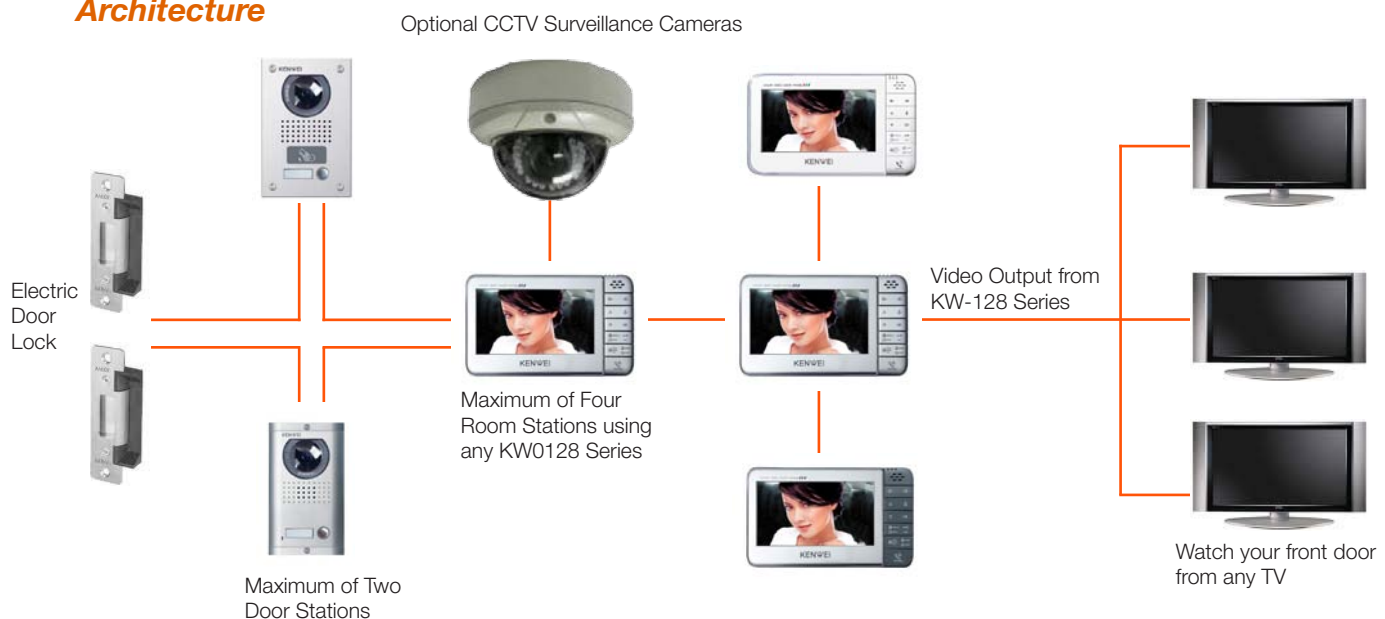 Architecture
Optional CCTV Surveillance Cameras
KENWEI
KENWEI
Electric
Door
Lock
KENWEI
KENWEI
Video Output from
KW-128 Series
Maximum of Four
Room Stations using
any KW0128 Series
KENWEI
KENWEI
Maximum of Two
Door Stations
Watch your front door
from any TV